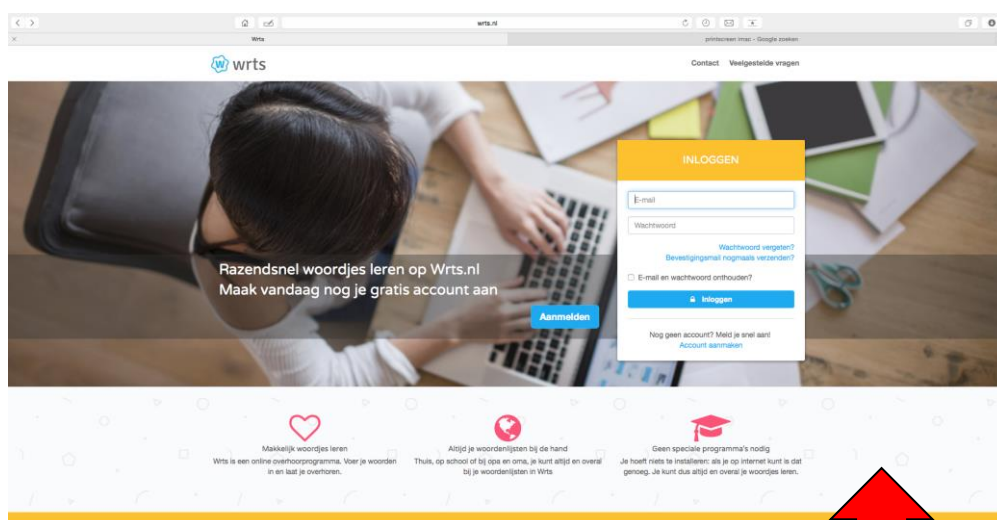 wrts.nl
Wrts
printscreen imac - Google zoeken
wrts
Contact Veelgestelde vragen
INLOGGEN
E-mail
Wachtwoord
Wachtwoord vergeten?
Bevestigingsmail nogmaals verzenden?
E-mail en wachtwoord onthouden?
Inloggen
Nog geen account? Meld je snel aan!
Account aanmaken
Razendsnel woordjes leren op Wrts.nl
Maak vandaag nog je gratis account aan
Aanmelden
Makkelijk woordjes leren
Wrts is een online overhoorprogramma. Voer je woorden
in en laat je overhoren.
Altijd je woordenlijsten bij de hand
Thuis, op school of bij opa en oma, je kunt altijd en overal
bij je woordenlijsten in Wrts
Geen speciale programma's nodig
Je hoeft niets te installeren: als je op internet kunt is dat
genoeg. Je kunt dus altijd en overal je woordjes leren.